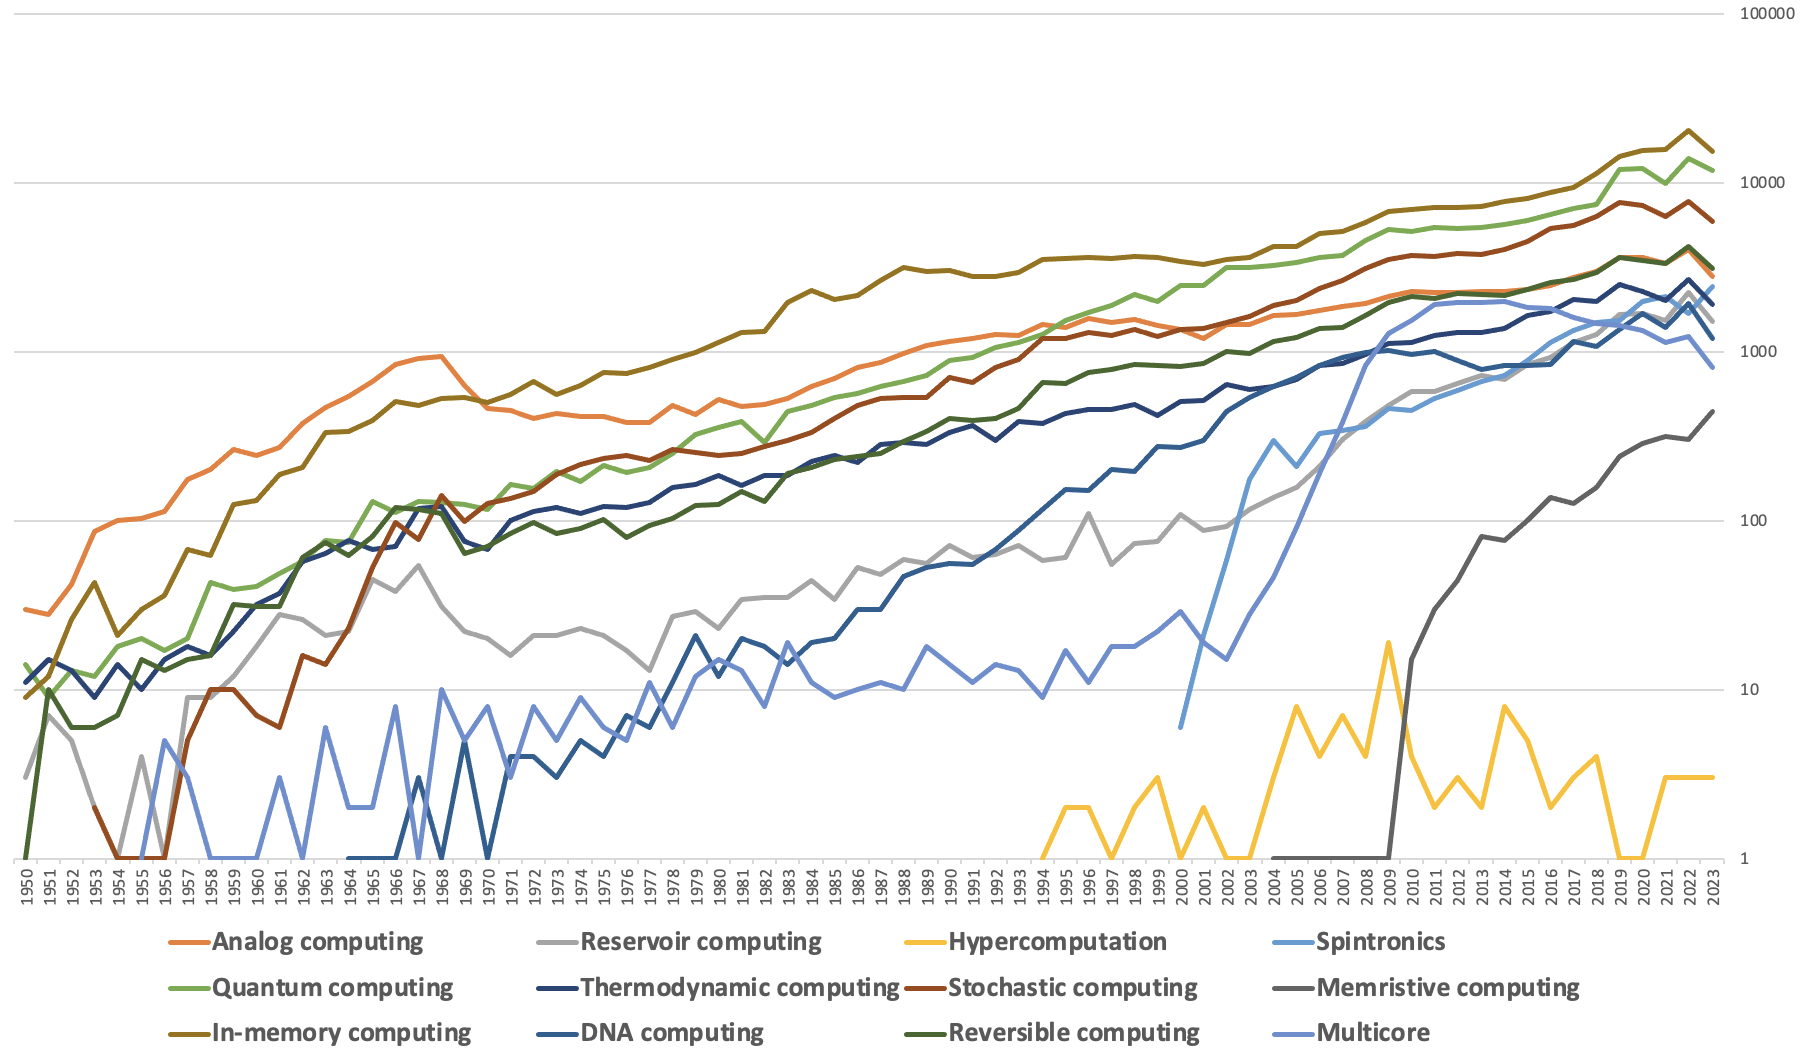 100000
10000
1000
100
10
1
1950 1951 1952 1953 1954 1955 1956 1957 1958 1959 1960 1961 1962 1963 1964 1965 1966 1967 1968 1969 1970 1971 1972 1973 1974 1975 1976 1977 1978 1979 1980 1981 1982 1983 1984 1985 1986 1987 1988 1989 1990 1991 1992 1993 1994 1995 1996 1997 1998 1999 2000 2001 2002 2003 2004 2005 2006 2007 2008 2009 2010 2011 2012 2013 2014 2015 2016 2017 2018 2019 2020 2021 2022 2023
Analog computing Reservoir computing Hypercomputation Spintronics
Quantum computing Thermodynamic computing Stochastic computing Memristive computing
In-memory computing DNA computing Reversible computing Multicore